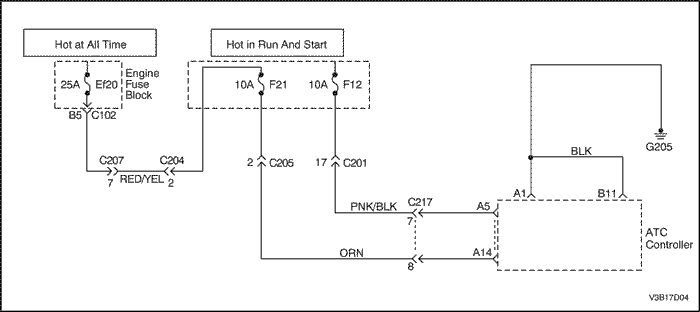 Hot at All Time
Hot in Run And Start
25A Ef20
Engine
Fuse
Block
10A F21
10A F12
B5 C102
C207
7
RED/YEL
C204
2
2 C205
17 C201
G205
BLK
A1
B11
PNK/BLK
C217
7
A5
ATC
Controller
ORN
8
A14
V3B17D04